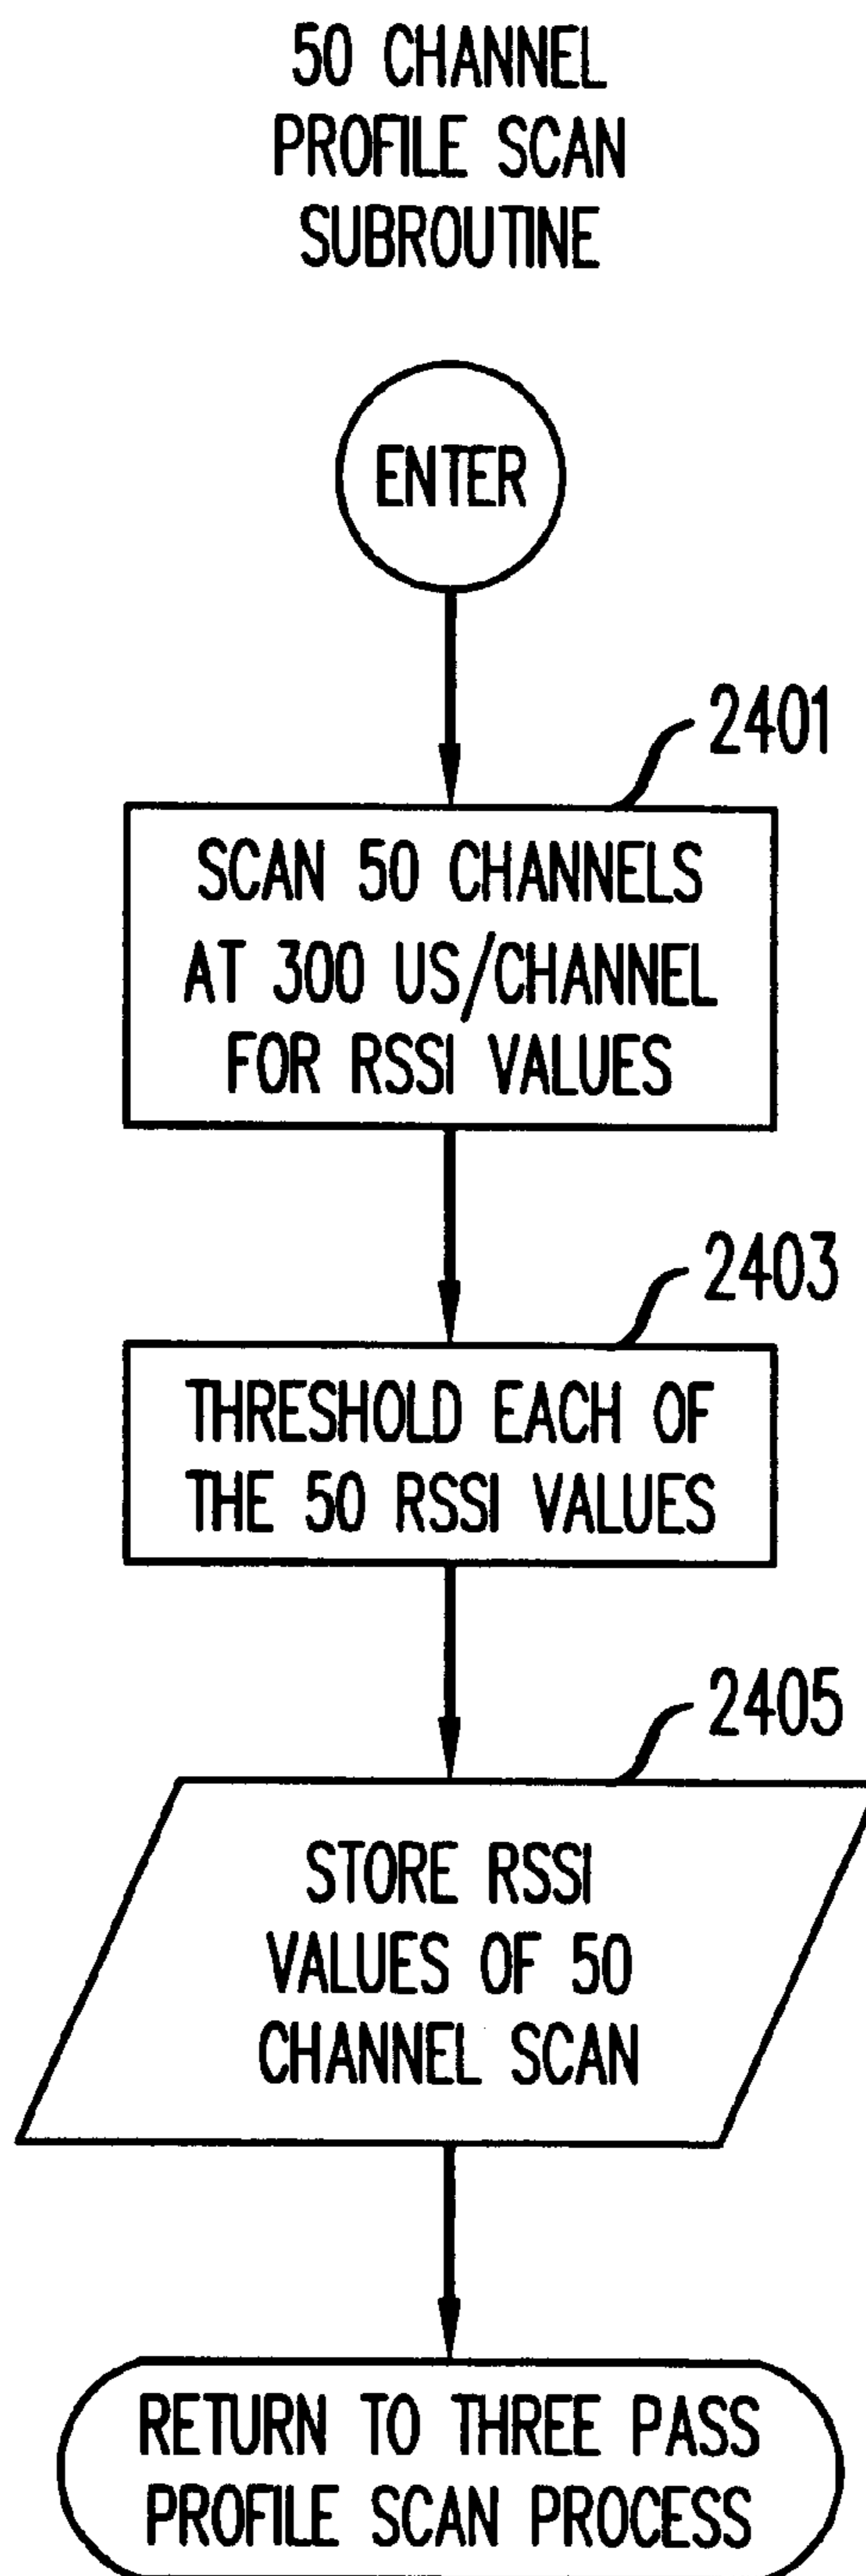 50 CHANNEL
PROFILE SCAN
SUBROUTINE
ENTER
2401
SCAN 50 CHANNELS
AT 300 US/CHANNEL
FOR RSSI VALUES
2403
THRESHOLD EACH OF
THE 50 RSSI VALUES
2405
STORE RSSI
VALUES OF 50
CHANNEL SCAN
RETURN TO THREE PASS
PROFILE SCAN PROCESS